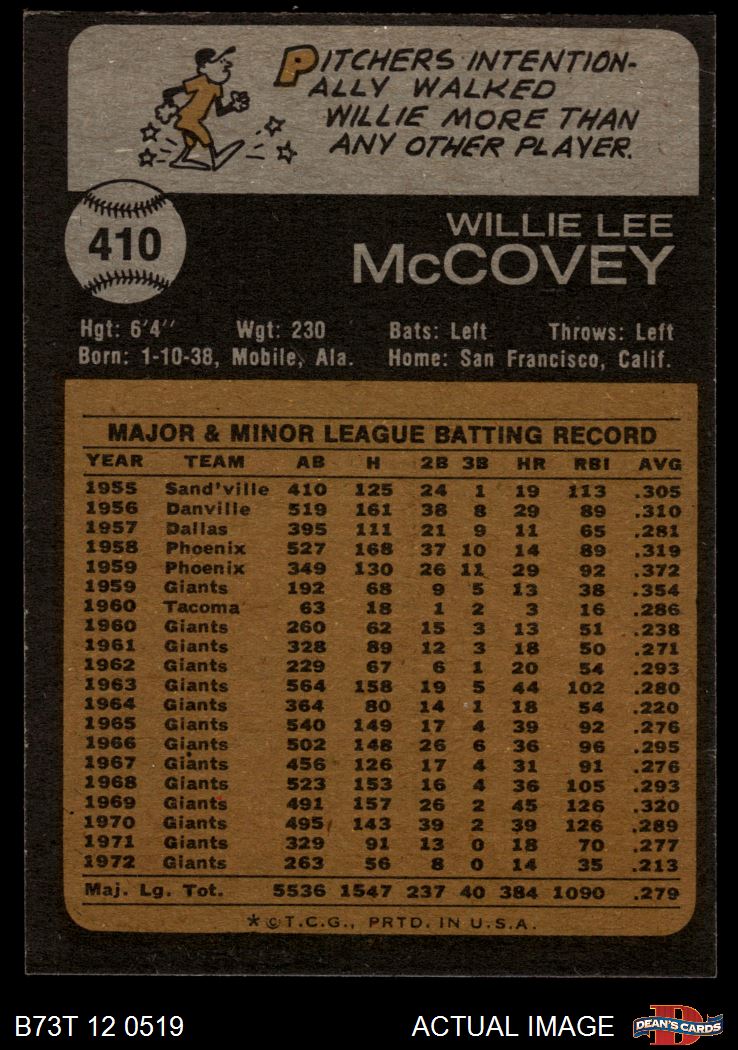 PITCHERS INTENTION-
ALLY WALKED
WILLIE MORE THAN
ANY OTHER PLAYER.
410
WILLIE LEE
McCOVEY
Hgt: 6'4" Wgt: 230 Bats: Left Throws: Left
Born: 1-10-38, Mobile, Ala. Home: San Francisco, Calif.
MAJOR & MINOR LEAGUE BATTING RECORD
YEAR TEAM AB H 2B 3B HR RBI AVG
1955 Sand'ville 410 125 24 1 19 113 .305
1956 Danville 519 161 38 8 29 89 .310
1957 Dallas 395 111 21 9 11 65 .281
1958 Phoenix 527 168 37 10 14 89 .319
1959 Phoenix 349 130 26 11 29 92 .372
1959 Giants 192 68 9 5 13 38 .354
1960 Tacoma 63 18 1 2 3 16 .286
1960 Giants 260 62 15 3 13 51 .238
1961 Giants 328 89 12 3 18 50 .271
1962 Giants 229 67 6 1 20 54 .293
1963 Giants 564 158 19 5 44 102 .280
1964 Giants 364 80 14 1 18 54 .220
1965 Giants 540 149 17 4 39 92 .276
1966 Giants 502 148 26 6 36 96 .295
1967 Giants 456 126 17 4 31 91 .276
1968 Giants 523 153 16 4 36 105 .293
1969 Giants 491 157 26 2 45 126 .320
1970 Giants 495 143 39 2 39 126 .289
1971 Giants 329 91 13 0 18 70 .277
1972 Giants 263 56 8 0 14 35 .213
Maj. Lg. Tot. 5536 1547 237 40 384 1090 .279
*©T.C.G., PRTD. IN U.S.A.
B73T 12 0519 ACTUAL IMAGE D DEAN'S CARDS